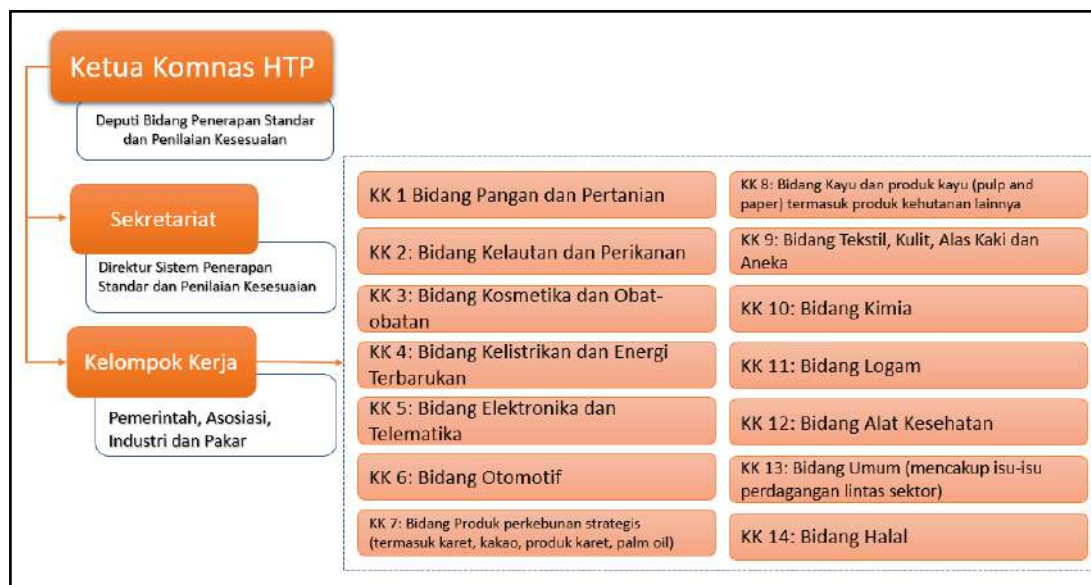 Ketua Komnas HTP
Deputi Bidang Penerapan Standar
dan Penilaian Kesesuaian
Sekretariat
Direktur Sistem Penerapan
Standar dan Penilaian Kesesuaian
Kelompok Kerja
Pemerintah, Asosiasi,
Industri dan Pakar
KK 1 Bidang Pangan dan Pertanian
KK 2: Bidang Kelautan dan Perikanan
KK 3: Bidang Kosmetika dan Obat-
obatan
KK 4: Bidang Kelistrikan dan Energi
Terbarukan
KK 5: Bidang Elektronika dan
Telematika
KK 6: Bidang Otomotif
KK 7: Bidang Produk perkebunan strategis
(termasuk karet, kakao, produk karet, palm oil)
KK 8: Bidang Kayu dan produk kayu (pulp and
paper) termasuk produk kehutanan lainnya
KK 9: Bidang Tekstil, Kulit, Alas Kaki dan
Aneka
KK 10: Bidang Kimia
KK 11: Bidang Logam
KK 12: Bidang Alat Kesehatan
KK 13: Bidang Umum (mencakup isu-isu
perdagangan lintas sektor)
KK 14: Bidang Halal